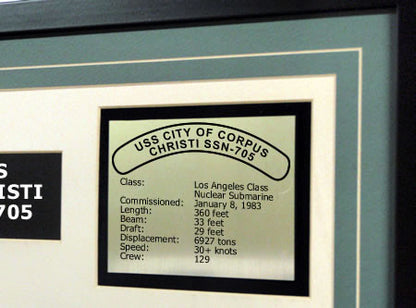 S
ISTI
705
USS CITY OF CORPUS
CHRISTI SSN-705
Class: Los Angeles Class
Nuclear Submarine
Commissioned: January 8, 1983
Length: 360 feet
Beam: 33 feet
Draft: 29 feet
Displacement: 6927 tons
Speed: 30+ knots
Crew: 129